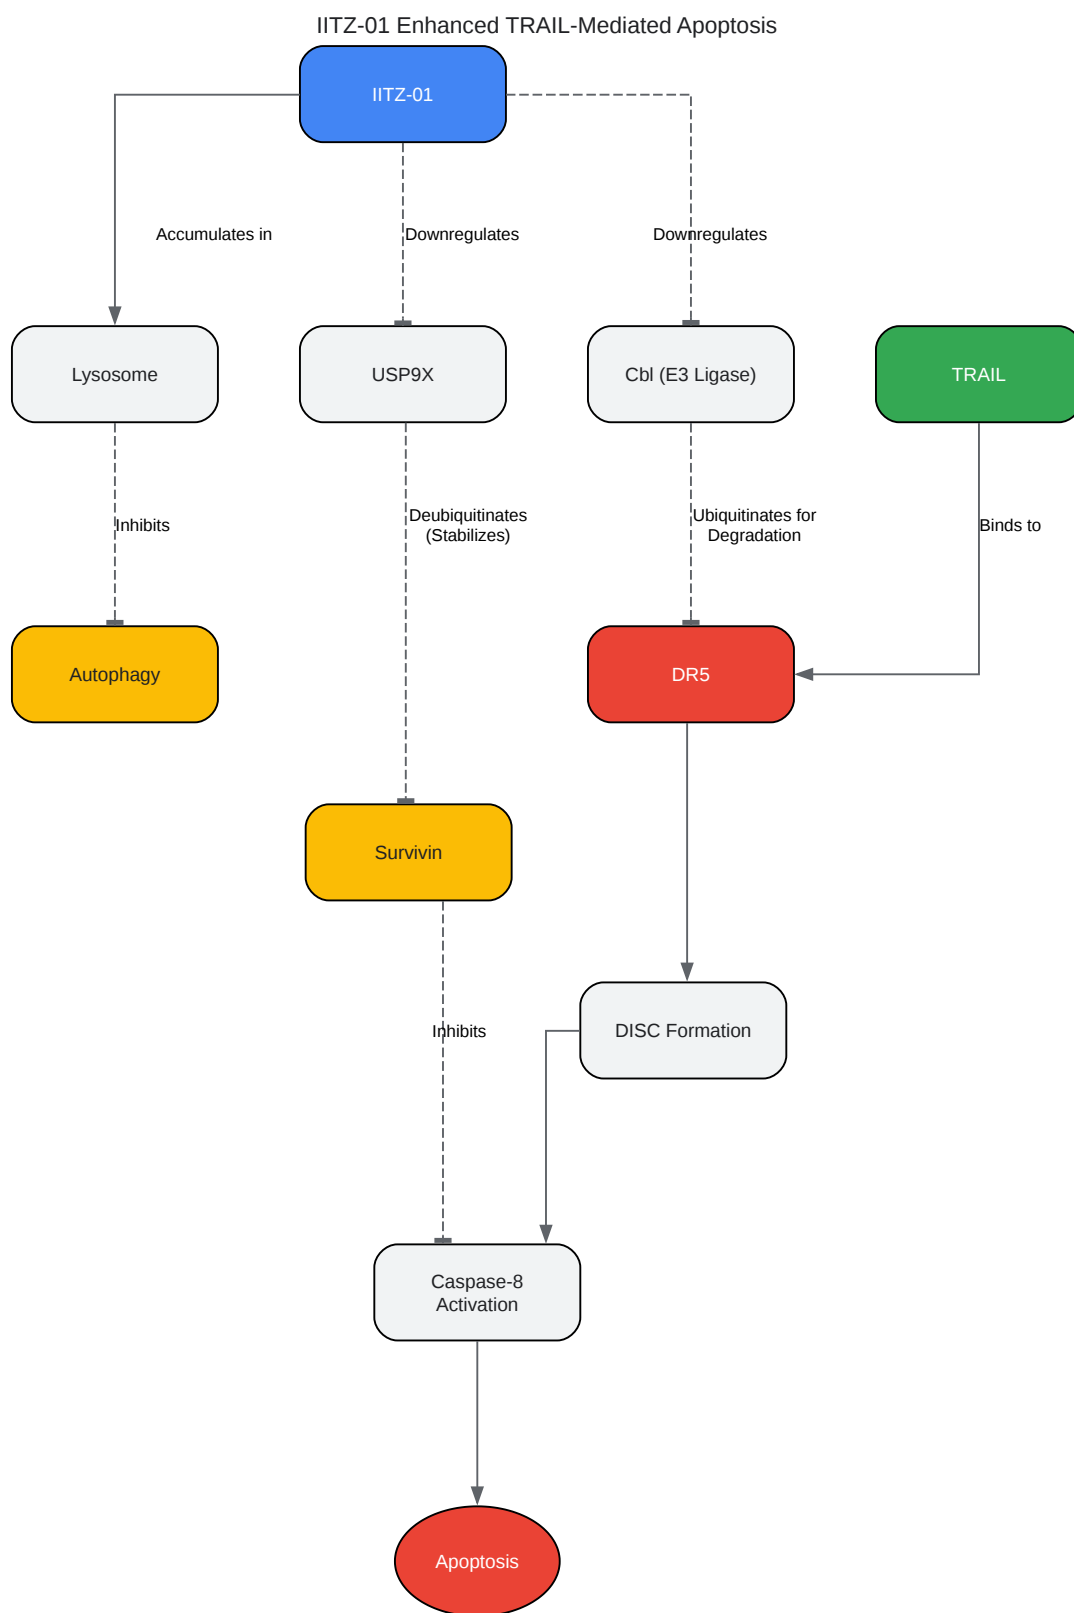 IITZ-01 Enhanced TRAIL-Mediated Apoptosis
IITZ-01
Accumulates in
Downregulates
Downregulates
Lysosome
USP9X
Cbl (E3 Ligase)
TRAIL
Inhibits
Deubiquitinates
(Stabilizes)
Ubiquitinates for
Degradation
Binds to
Autophagy
DR5
Survivin
Inhibits
DISC Formation
Caspase-8
Activation
Apoptosis